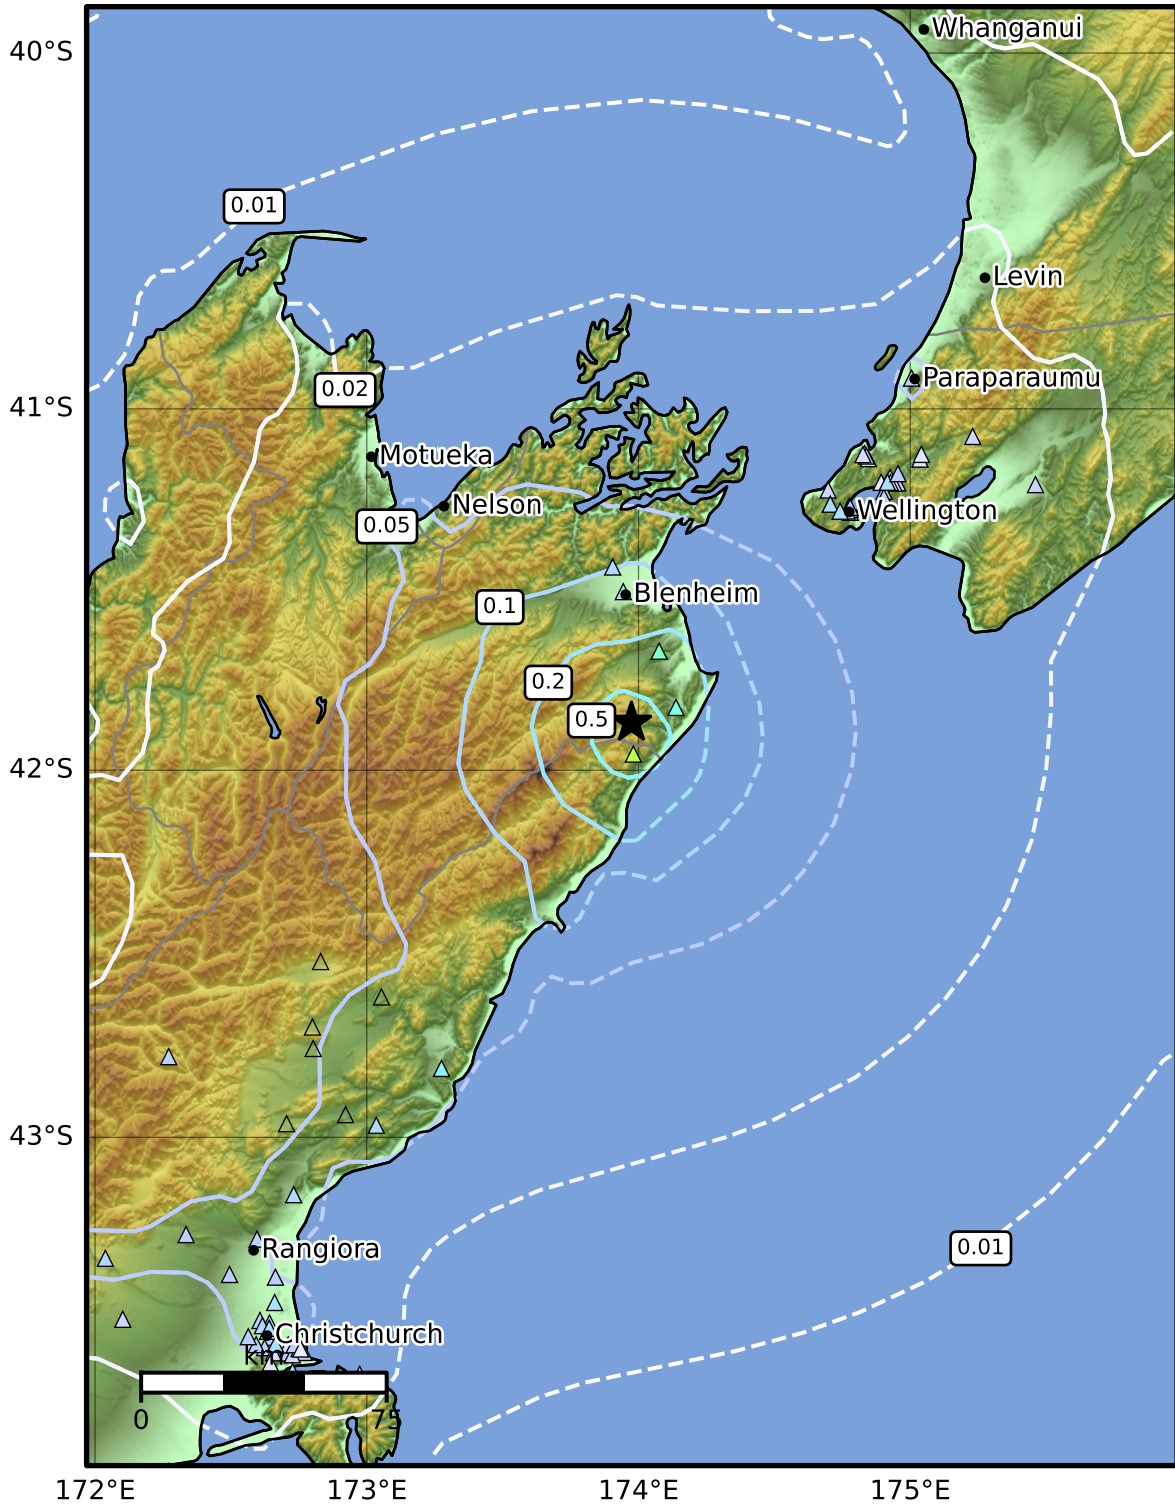 Whanganui
40°S
0.01
Levin
0.02
Paraparaumu
41°S
Motueka
Nelson
Wellington
0.05
Blenheim
0.1
0.2
0.5
42°S
43°S
Rangiora
0.01
Christchurch
km
0
75
172°E
173°E
174°E
175°E